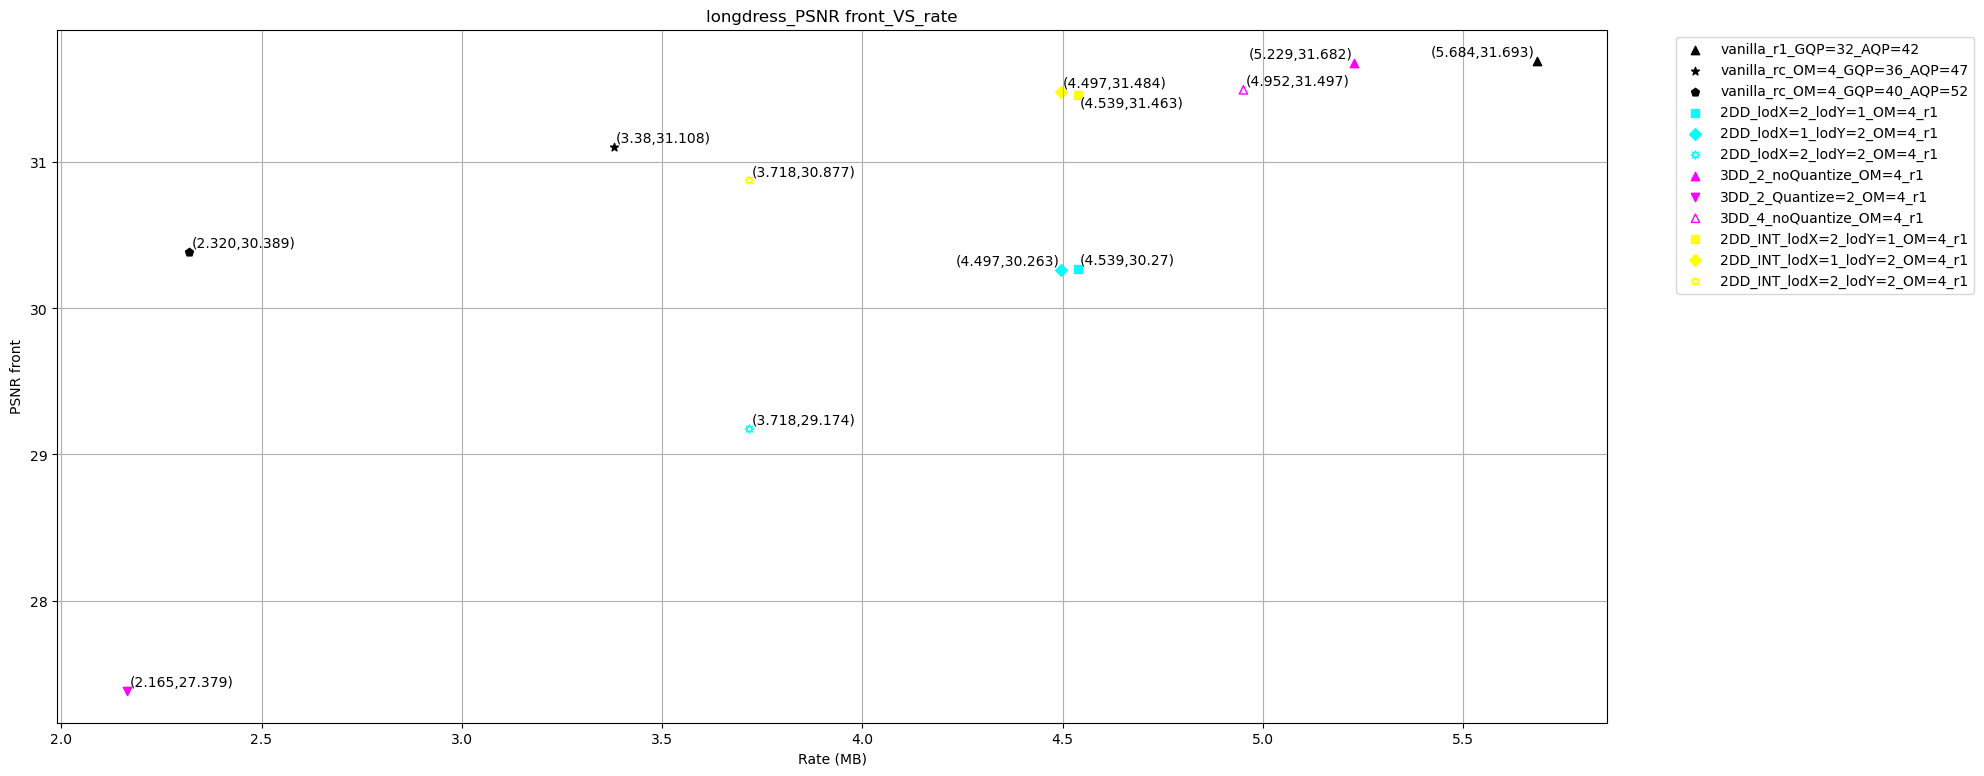 longdress_PSNR front_VS_rate
(5.229,31.682)
(5.684,31.693)
(4.497,31.484)
(4.952,31.497)
(4.539,31.463)
(3.38,31.108)
(3.718,30.877)
(2.320,30.389)
(4.497,30.263)
(4.539,30.27)
(3.718,29.174)
(2.165,27.379)
31
30
29
28
PSNR front
2.0
2.5
3.0
3.5
4.0
4.5
5.0
5.5
Rate (MB)
vanilla_r1_GQP=32_AQP=42
vanilla_rc_OM=4_GQP=36_AQP=47
vanilla_rc_OM=4_GQP=40_AQP=52
2DD_lodX=2_lodY=1_OM=4_r1
2DD_lodX=1_lodY=2_OM=4_r1
2DD_lodX=2_lodY=2_OM=4_r1
3DD_2_noQuantize_OM=4_r1
3DD_2_Quantize=2_OM=4_r1
3DD_4_noQuantize_OM=4_r1
2DD_INT_lodX=2_lodY=1_OM=4_r1
2DD_INT_lodX=1_lodY=2_OM=4_r1
2DD_INT_lodX=2_lodY=2_OM=4_r1